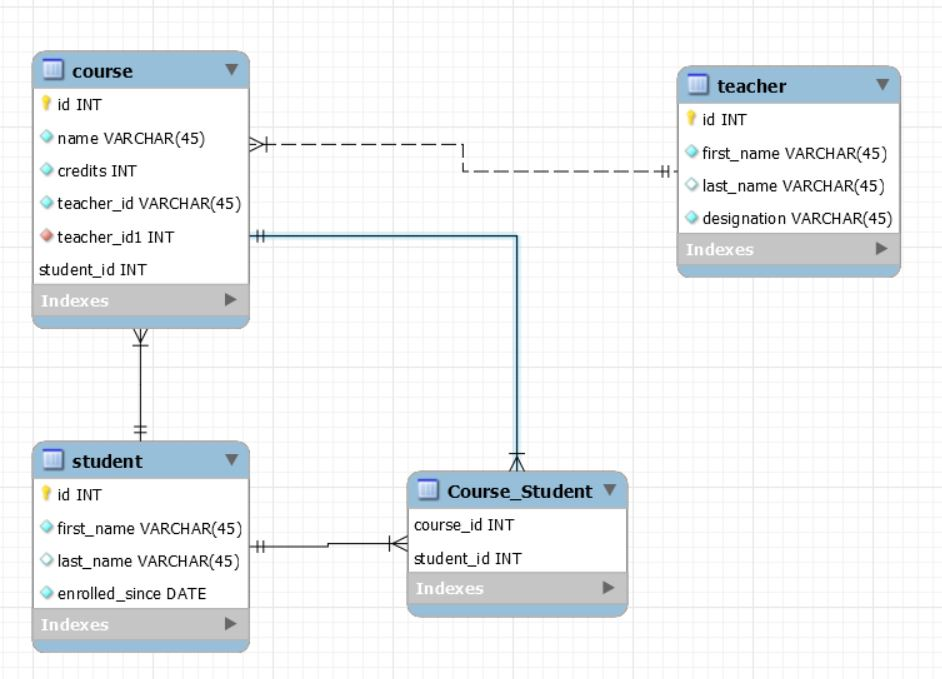 course
id INT
name VARCHAR(45)
credits INT
teacher_id VARCHAR(45)
teacher_id1 INT
student_id INT
Indexes
teacher
id INT
first_name VARCHAR(45)
last_name VARCHAR(45)
designation VARCHAR(45)
Indexes
student
id INT
first_name VARCHAR(45)
last_name VARCHAR(45)
enrolled_since DATE
Indexes
Course_Student
course_id INT
student_id INT
Indexes